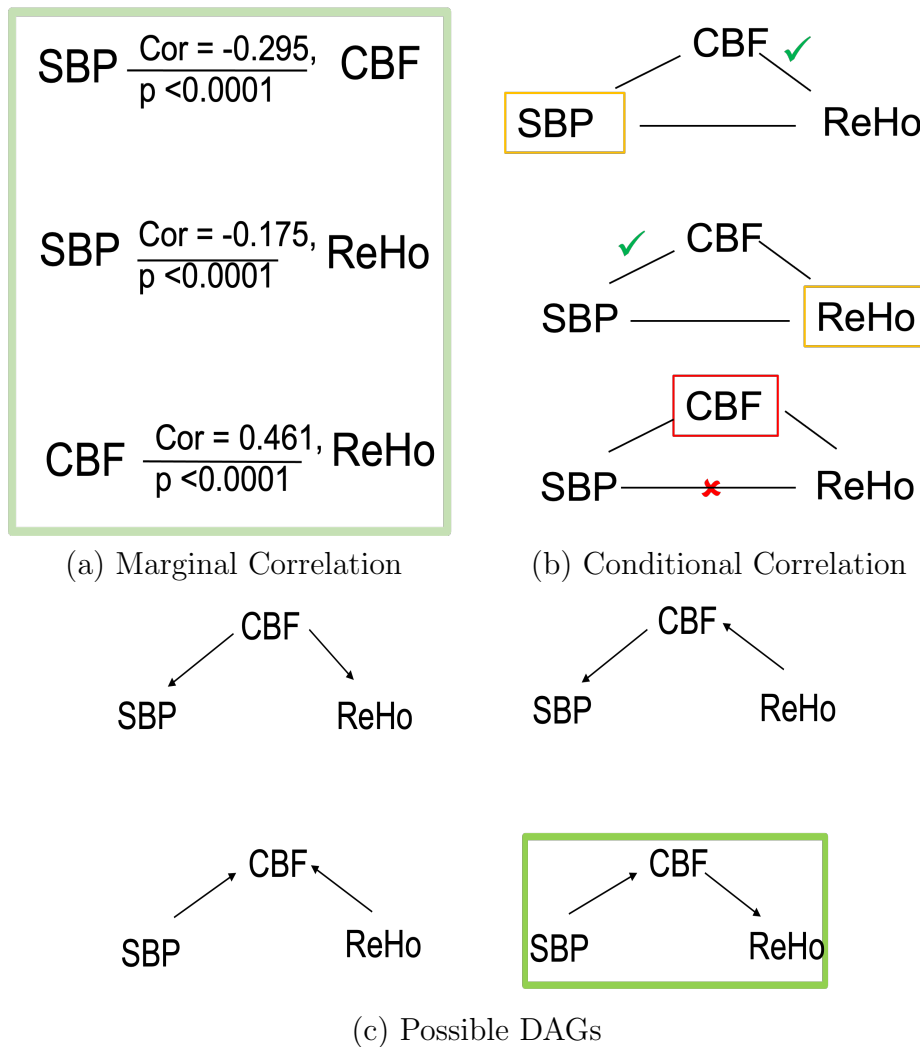 SBP Cor = -0.295, CBF
p <0.0001
SBP Cor = -0.175, ReHo
p <0.0001
CBF Cor = 0.461, ReHo
p <0.0001
(a) Marginal Correlation
CBF ✓
SBP ReHo
✓ CBF
SBP ReHo
CBF
SBP ✘ ReHo
(b) Conditional Correlation
CBF
SBP ReHo
CBF
SBP ReHo
CBF
SBP ReHo
CBF
SBP ReHo
(c) Possible DAGs